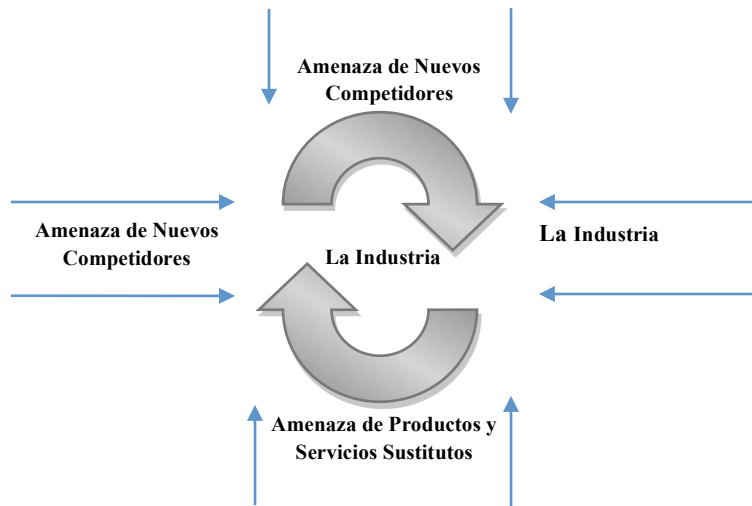 Amenaza de Nuevos
Competidores
Amenaza de Nuevos
Competidores
La Industria
La Industria
Amenaza de Productos y
Servicios Sustitutos